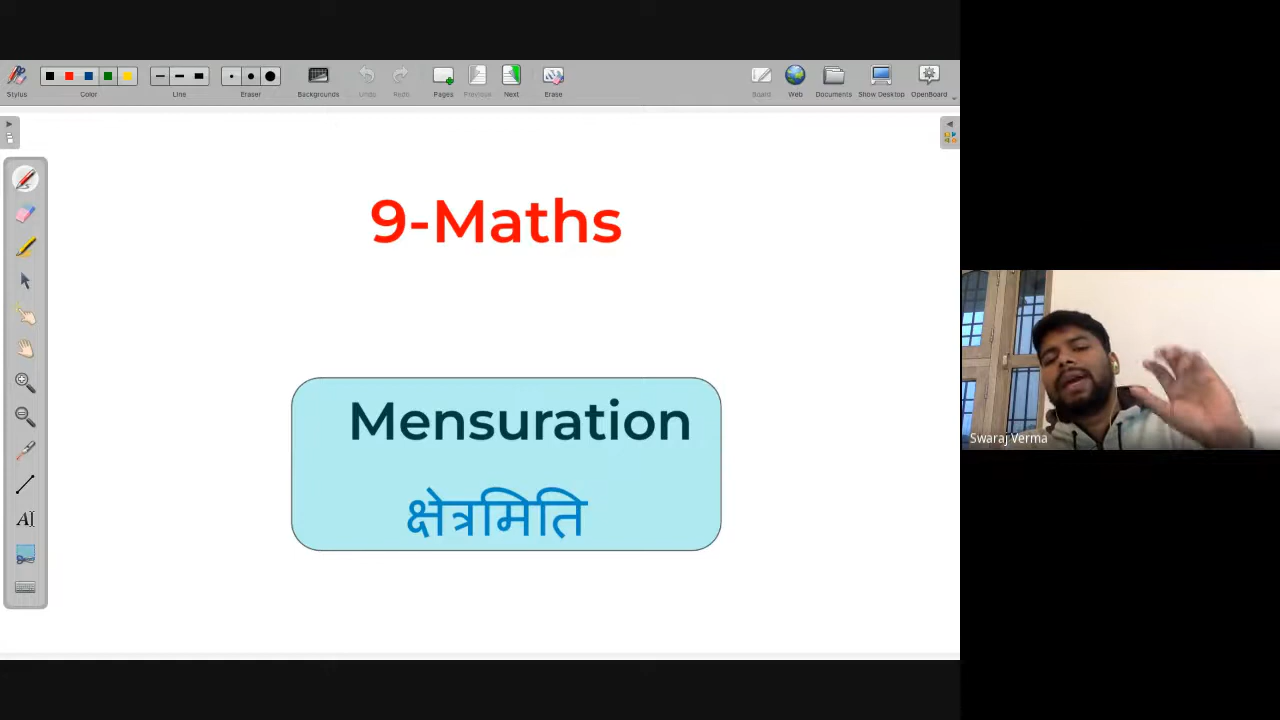 Stylus Color Line Eraser Backgrounds Undo Redo Pages Previous Next Erase Board Web Documents Show Desktop OpenBoard
9-Maths
Mensuration
क्षेत्रमिति
AI
Swaraj Verma